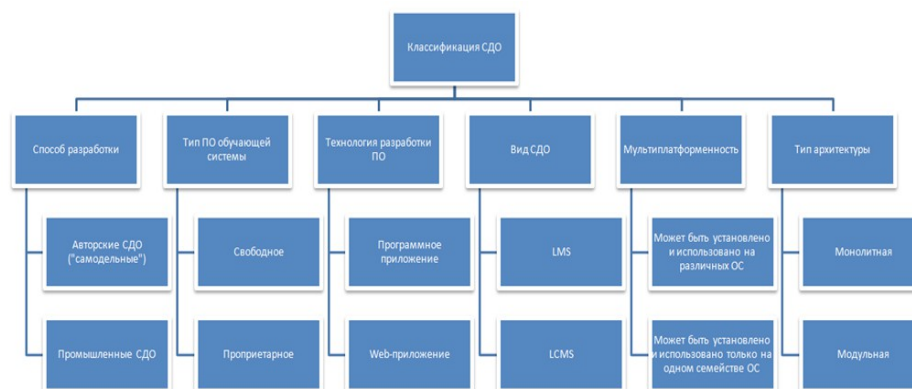 Классификация СДО
Способ разработки
Тип ПО обучающей
системы
Технология разработки
ПО
Вид СДО
Мультиплатформенность
Тип архитектуры
Авторские СДО
("самодельные")
Свободное
Программное
приложение
LMS
Может быть установлено
и использовано на
различных ОС
Монолитная
Промышленные СДО
Проприетарное
Web-приложение
LCMS
Может быть установлено
и использовано только на
одном семействе ОС
Модульная